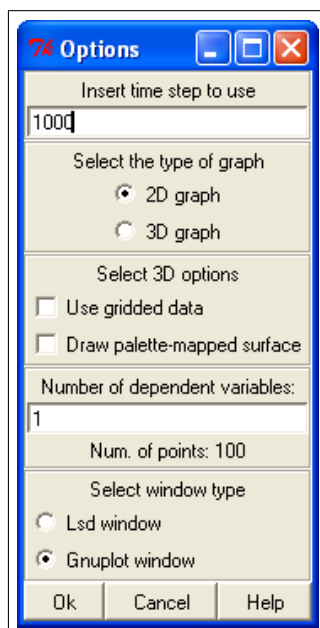 Tk Options
Insert time step to use
1000
Select the type of graph
2D graph
3D graph
Select 3D options
Use gridded data
Draw palette-mapped surface
Number of dependent variables:
1
Num. of points: 100
Select window type
Lsd window
Gnuplot window
Ok Cancel Help